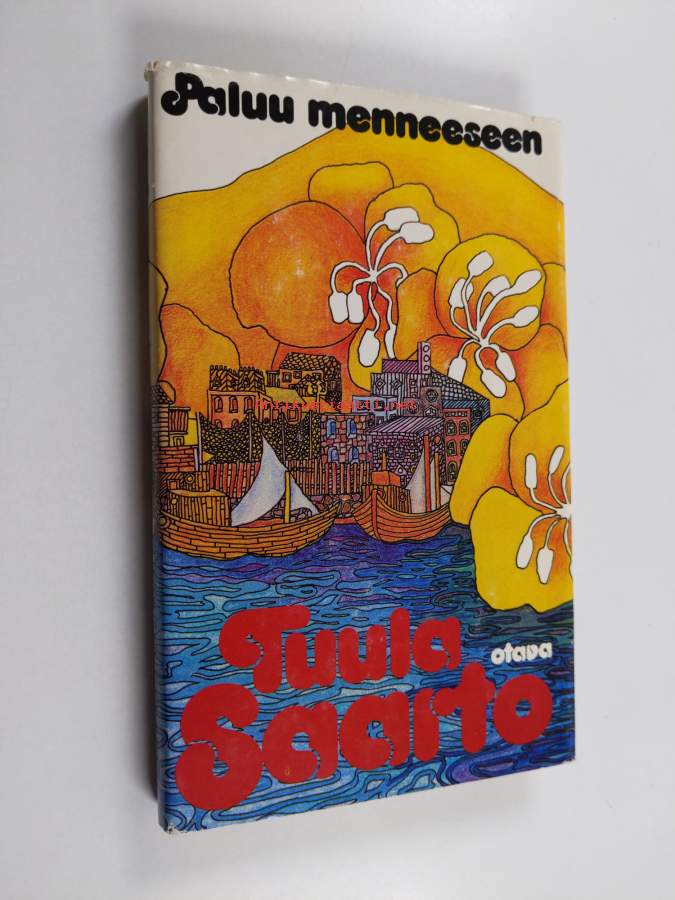 Paluu menneeseen
Tuula
otava
Saarto